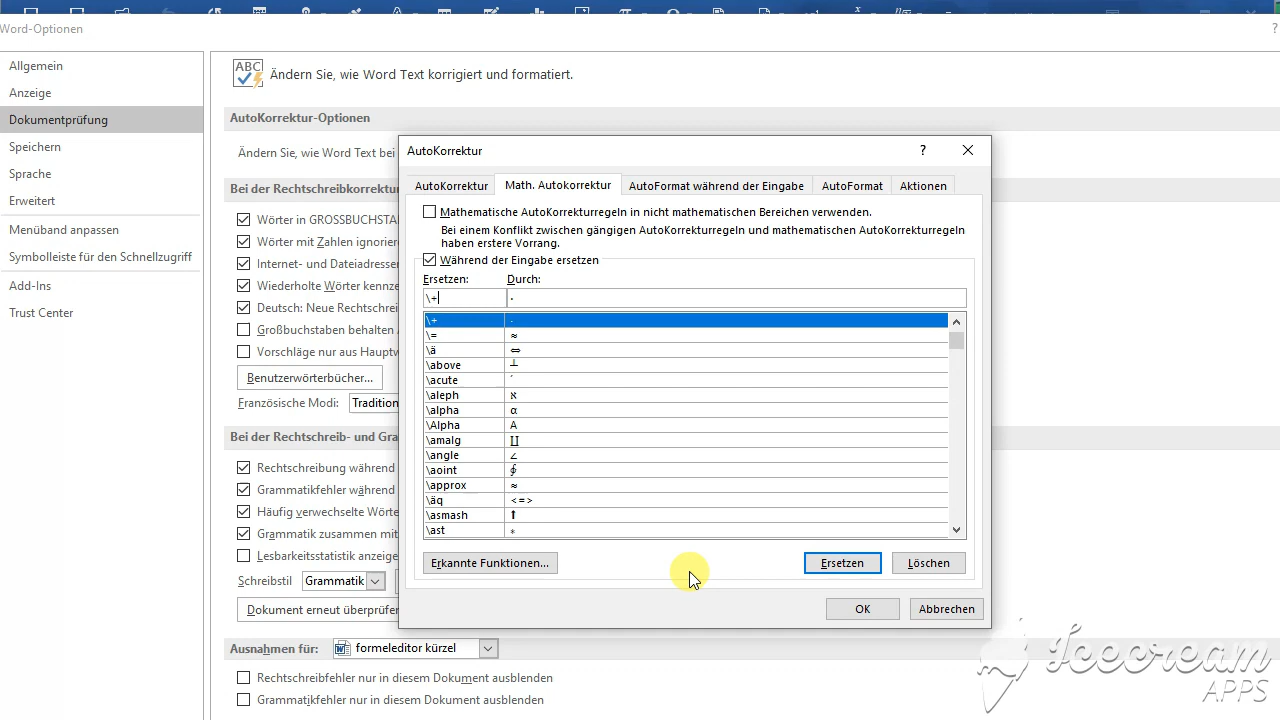 Word-Optionen
?
Allgemein
Anzeige
Dokumentprüfung
Speichern
Sprache
Erweitert
Menüband anpassen
Symbolleiste für den Schnellzugriff
Add-Ins
Trust Center
ABC
Ändern Sie, wie Word Text korrigiert und formatiert.
AutoKorrektur-Optionen
Ändern Sie, wie Word Text bei
Bei der Rechtschreibkorrektu
Wörter in GROSSBUCHSTA
Wörter mit Zahlen ignorier
Internet- und Dateiadresse
Wiederholte Wörter kennz
Deutsch: Neue Rechtschrei
Großbuchstaben behalten
Vorschläge nur aus Hauptw
Benutzerwörterbücher...
Französische Modi: Tradition
Bei der Rechtschreib- und Gra
Rechtschreibung während
Grammatikfehler während
Häufig verwechselte Wörte
Grammatik zusammen mit
Lesbarkeitsstatistik anzeige
Schreibstil Grammatik
Dokument erneut überprüfe
Ausnahmen für: formeleditor kürzel
Rechtschreibfehler nur in diesem Dokument ausblenden
Grammatikfehler nur in diesem Dokument ausblenden
AutoKorrektur ?
AutoKorrektur Math. Autokorrektur AutoFormat während der Eingabe AutoFormat Aktionen
Mathematische AutoKorrekturregeln in nicht mathematischen Bereichen verwenden.
Bei einem Konflikt zwischen gängigen AutoKorrekturregeln und mathematischen AutoKorrekturregeln
haben erstere Vorrang.
Während der Eingabe ersetzen
Ersetzen: Durch:
\+ ·
\+ ·
\= ≈
\ä ⇔
\above ┴
\acute ´
\aleph ℵ
\alpha α
\Alpha Α
\amalg ∐
\angle ∠
\aoint ∳
\approx ≈
\äq <=>
\asmash ⬆
\ast ∗
Erkannte Funktionen... Ersetzen Löschen
OK Abbrechen
Icecream
APPS